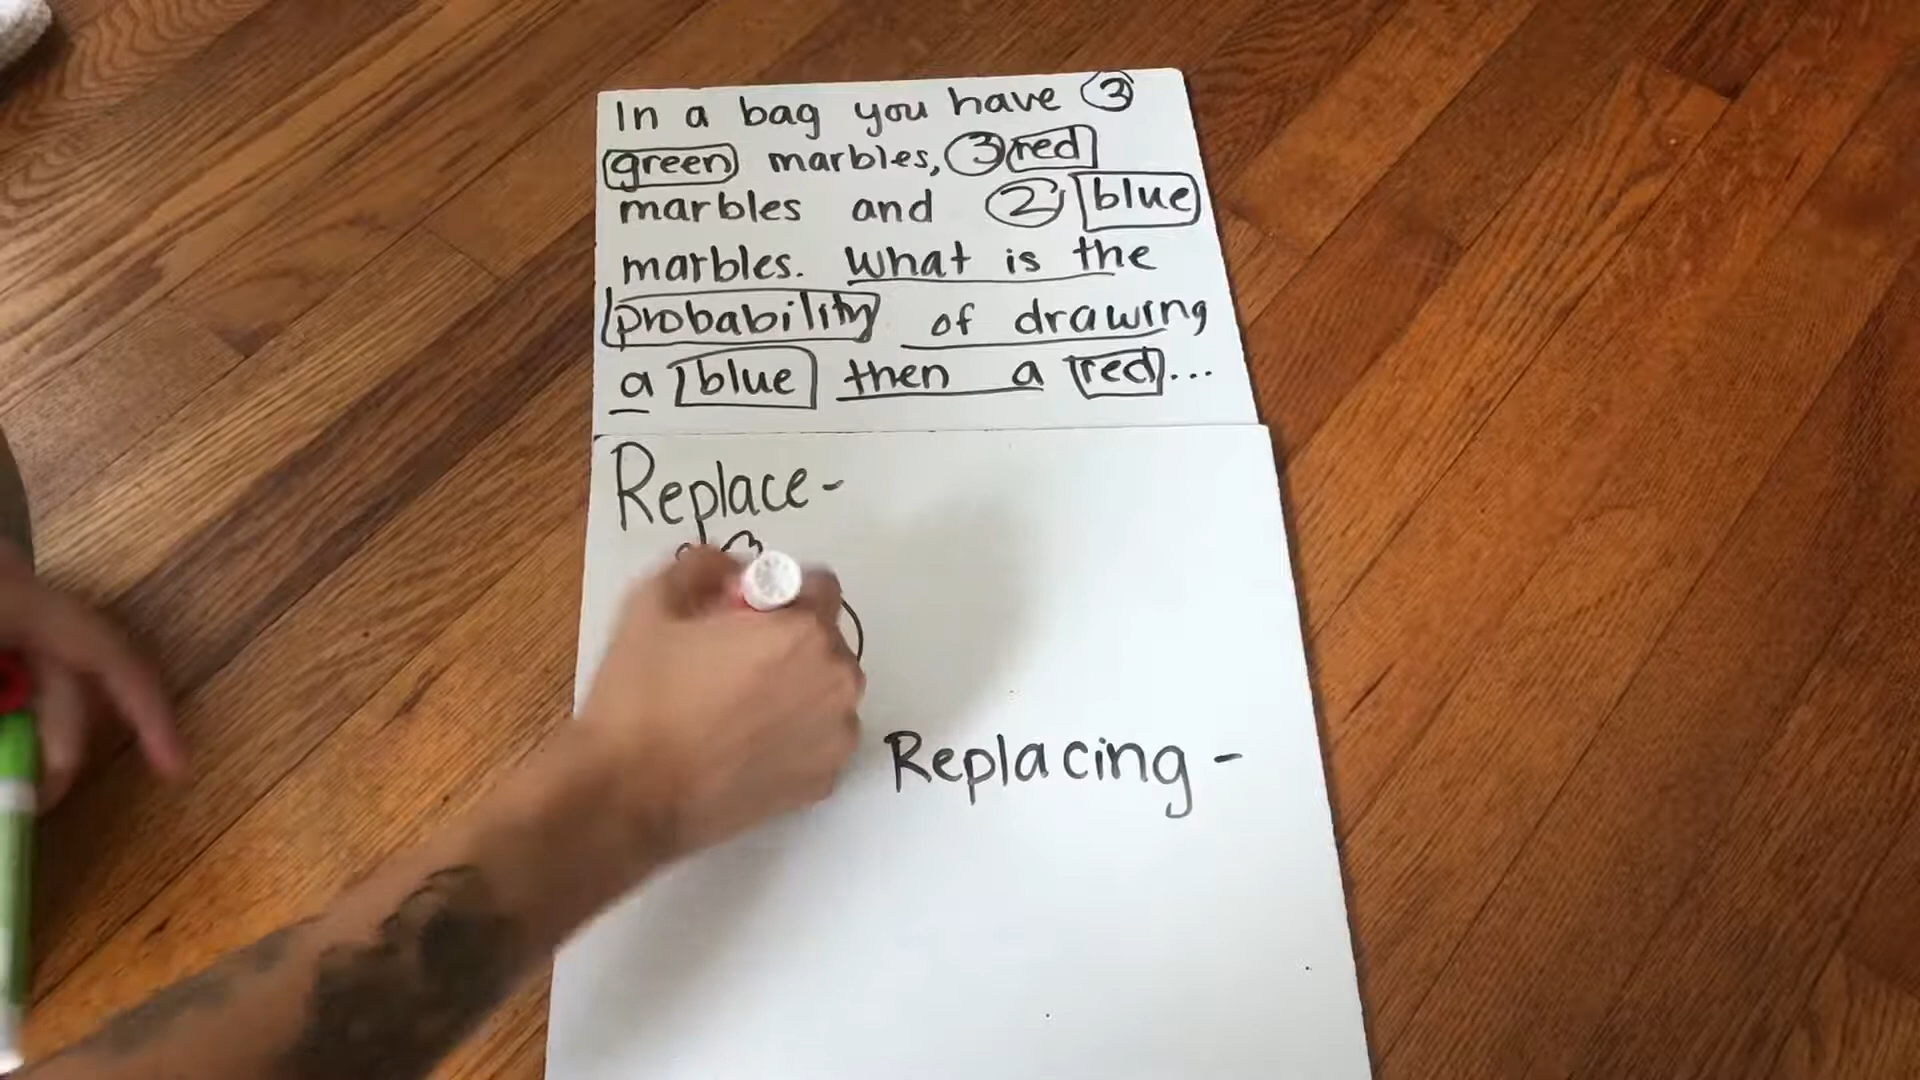 In a bag you have 3
green marbles, 3 red
marbles and 2 blue
marbles. What is the
probability of drawing
a blue then a red...
Replace -
Replacing -